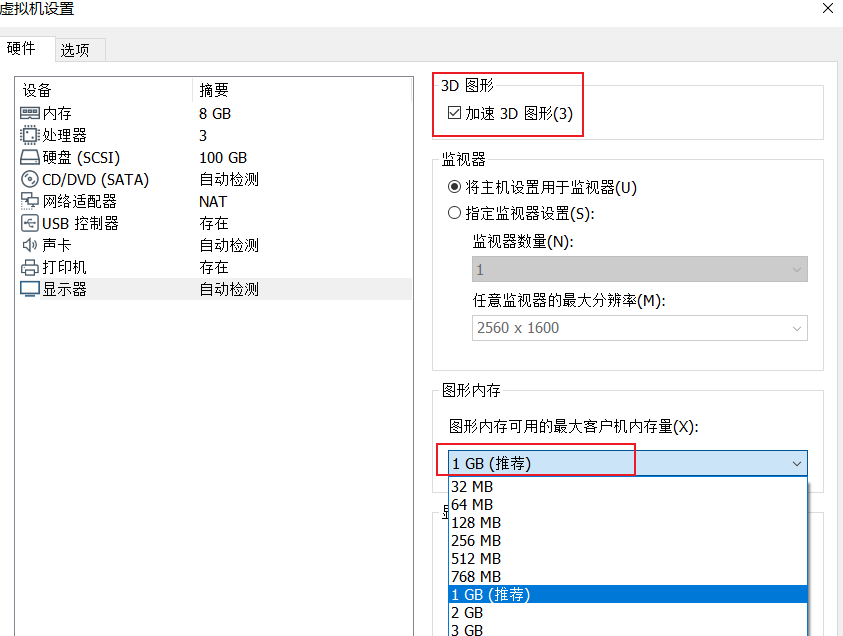 虚拟机设置
硬件 选项
设备 摘要
内存 8 GB
处理器 3
硬盘 (SCSI) 100 GB
CD/DVD (SATA) 自动检测
网络适配器 NAT
USB 控制器 存在
声卡 自动检测
打印机 存在
显示器 自动检测
3D 图形
加速 3D 图形(3)
监视器
将主机设置用于监视器(U)
指定监视器设置(S):
监视器数量(N):
1
任意监视器的最大分辨率(M):
2560 x 1600
图形内存
图形内存可用的最大客户机内存量(X):
1 GB (推荐)
32 MB
64 MB
128 MB
256 MB
512 MB
768 MB
1 GB (推荐)
2 GB
3 GB